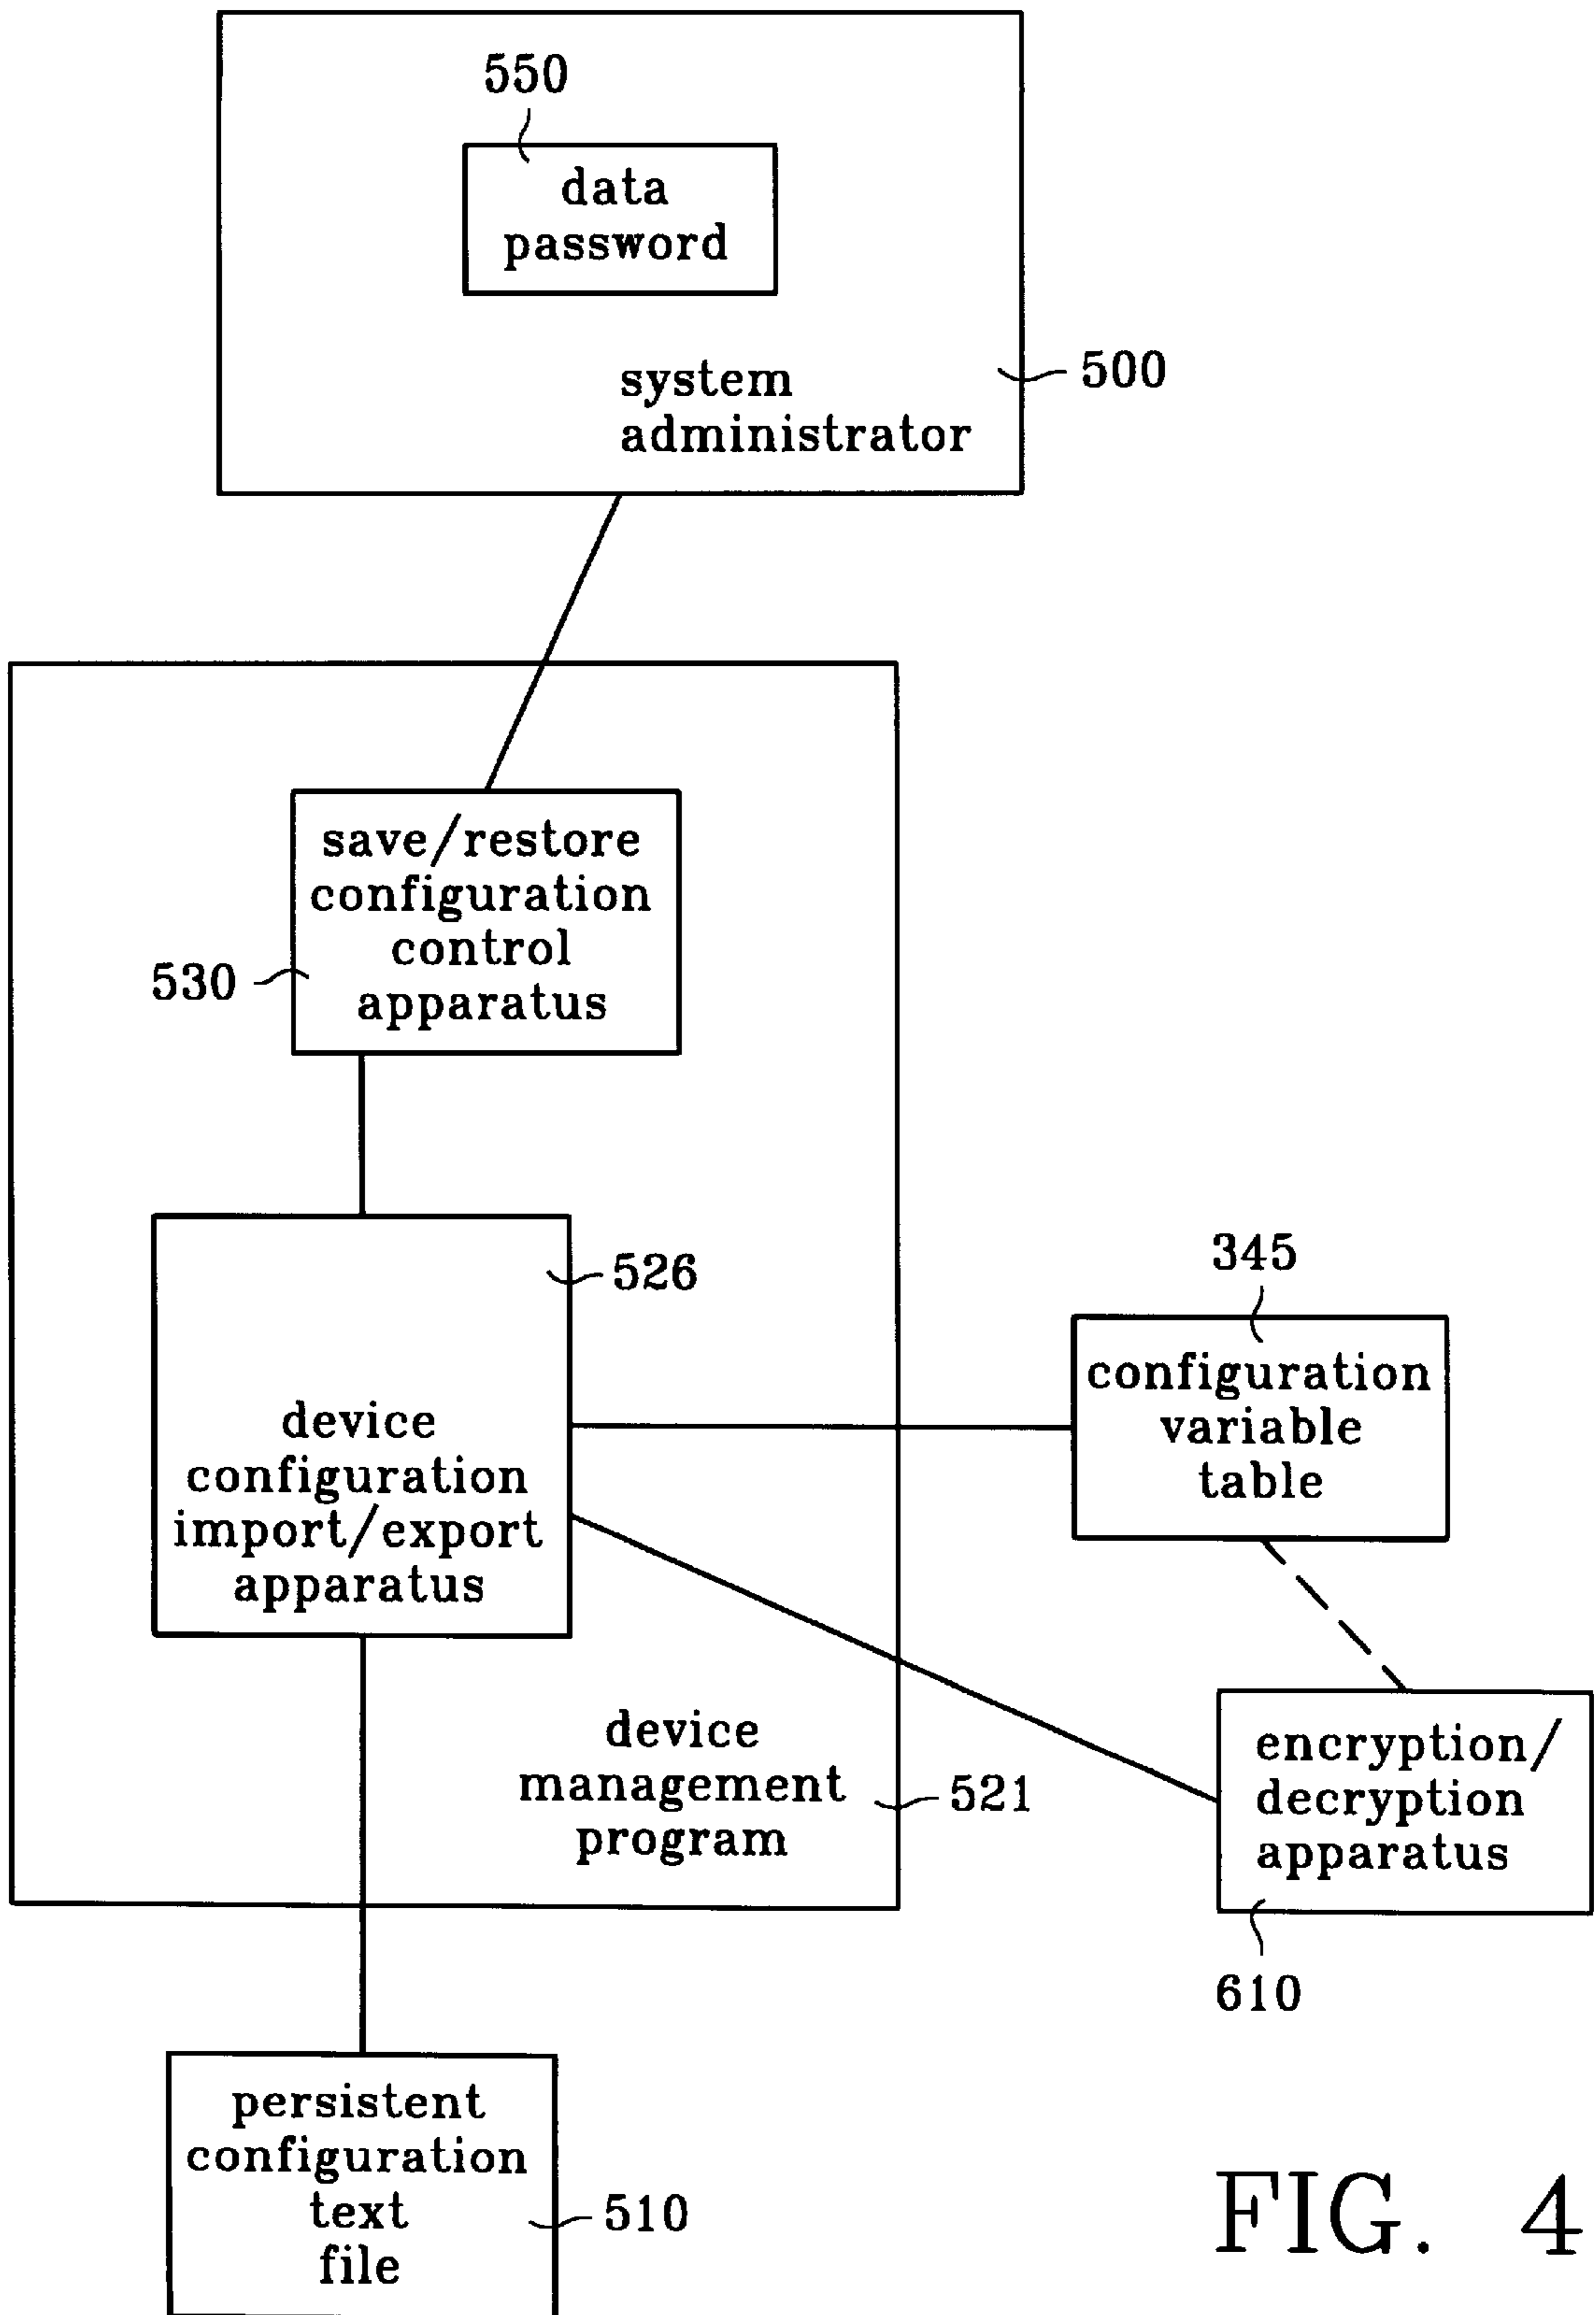 550
data
password
system
administrator
500
save/restore
configuration
control
apparatus
530
526
device
configuration
import/export
apparatus
345
configuration
variable
table
device
management
program
521
encryption/
decryption
apparatus
610
persistent
configuration
text
file
510
FIG. 4